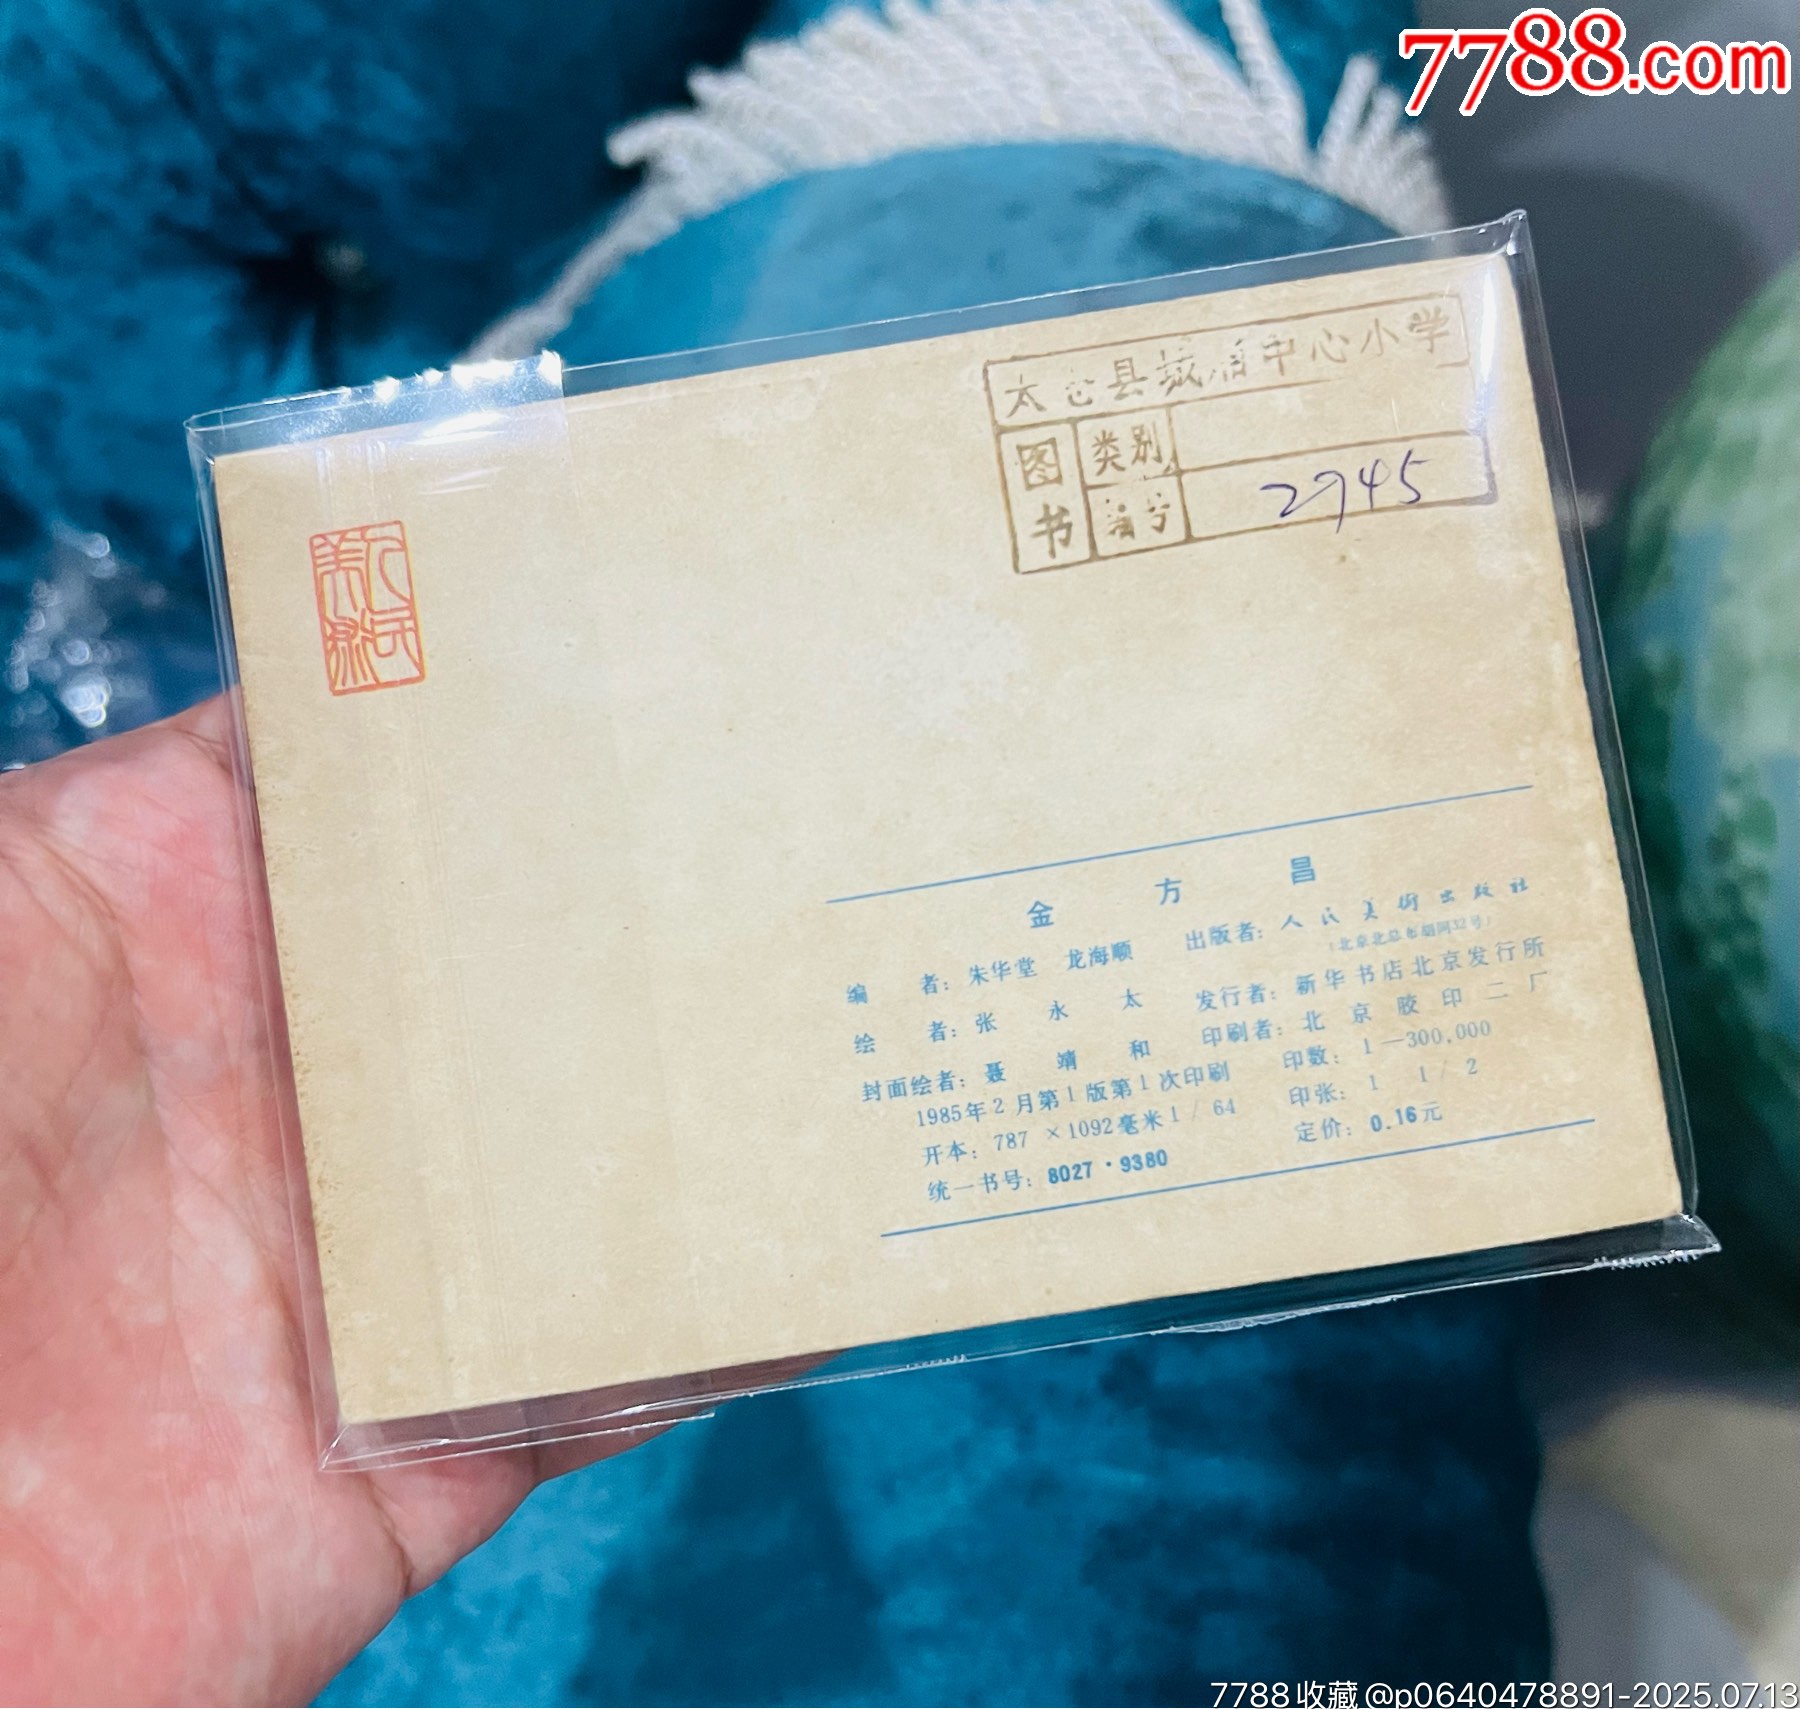 7788.com
太仓县城厢中心小学
图书
类别
编号 2945
人民美术
金方昌
编者：朱华堂 龙海顺
出版者：人民美术出版社
（北京北总布胡同32号）
绘者：张永太
发行者：新华书店北京发行所
封面绘者：聂靖和
印刷者：北京胶印二厂
1985年2月第1版第1次印刷
印数：1—300,000
开本：787×1092毫米1/64
印张：1 1/2
统一书号：8027·9380
定价：0.16元
7788收藏@p0640478891-2025.07.13